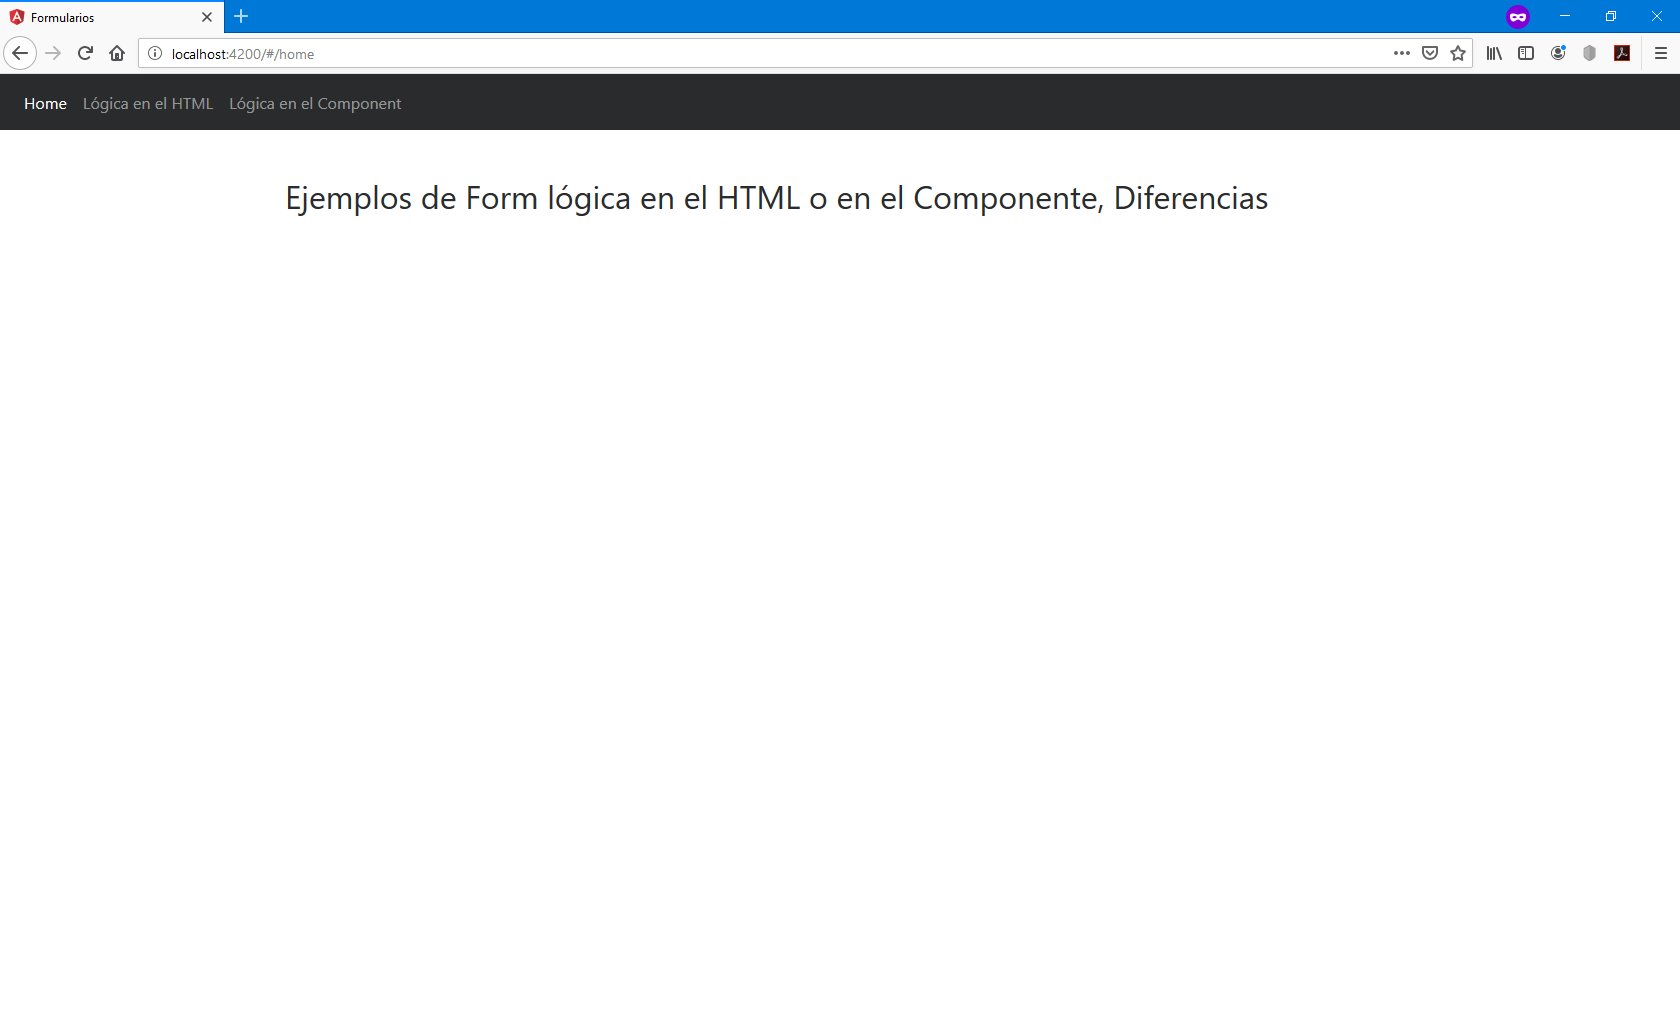 Formularios
localhost:4200/#/home
Home Lógica en el HTML Lógica en el Component
Ejemplos de Form lógica en el HTML o en el Componente, Diferencias